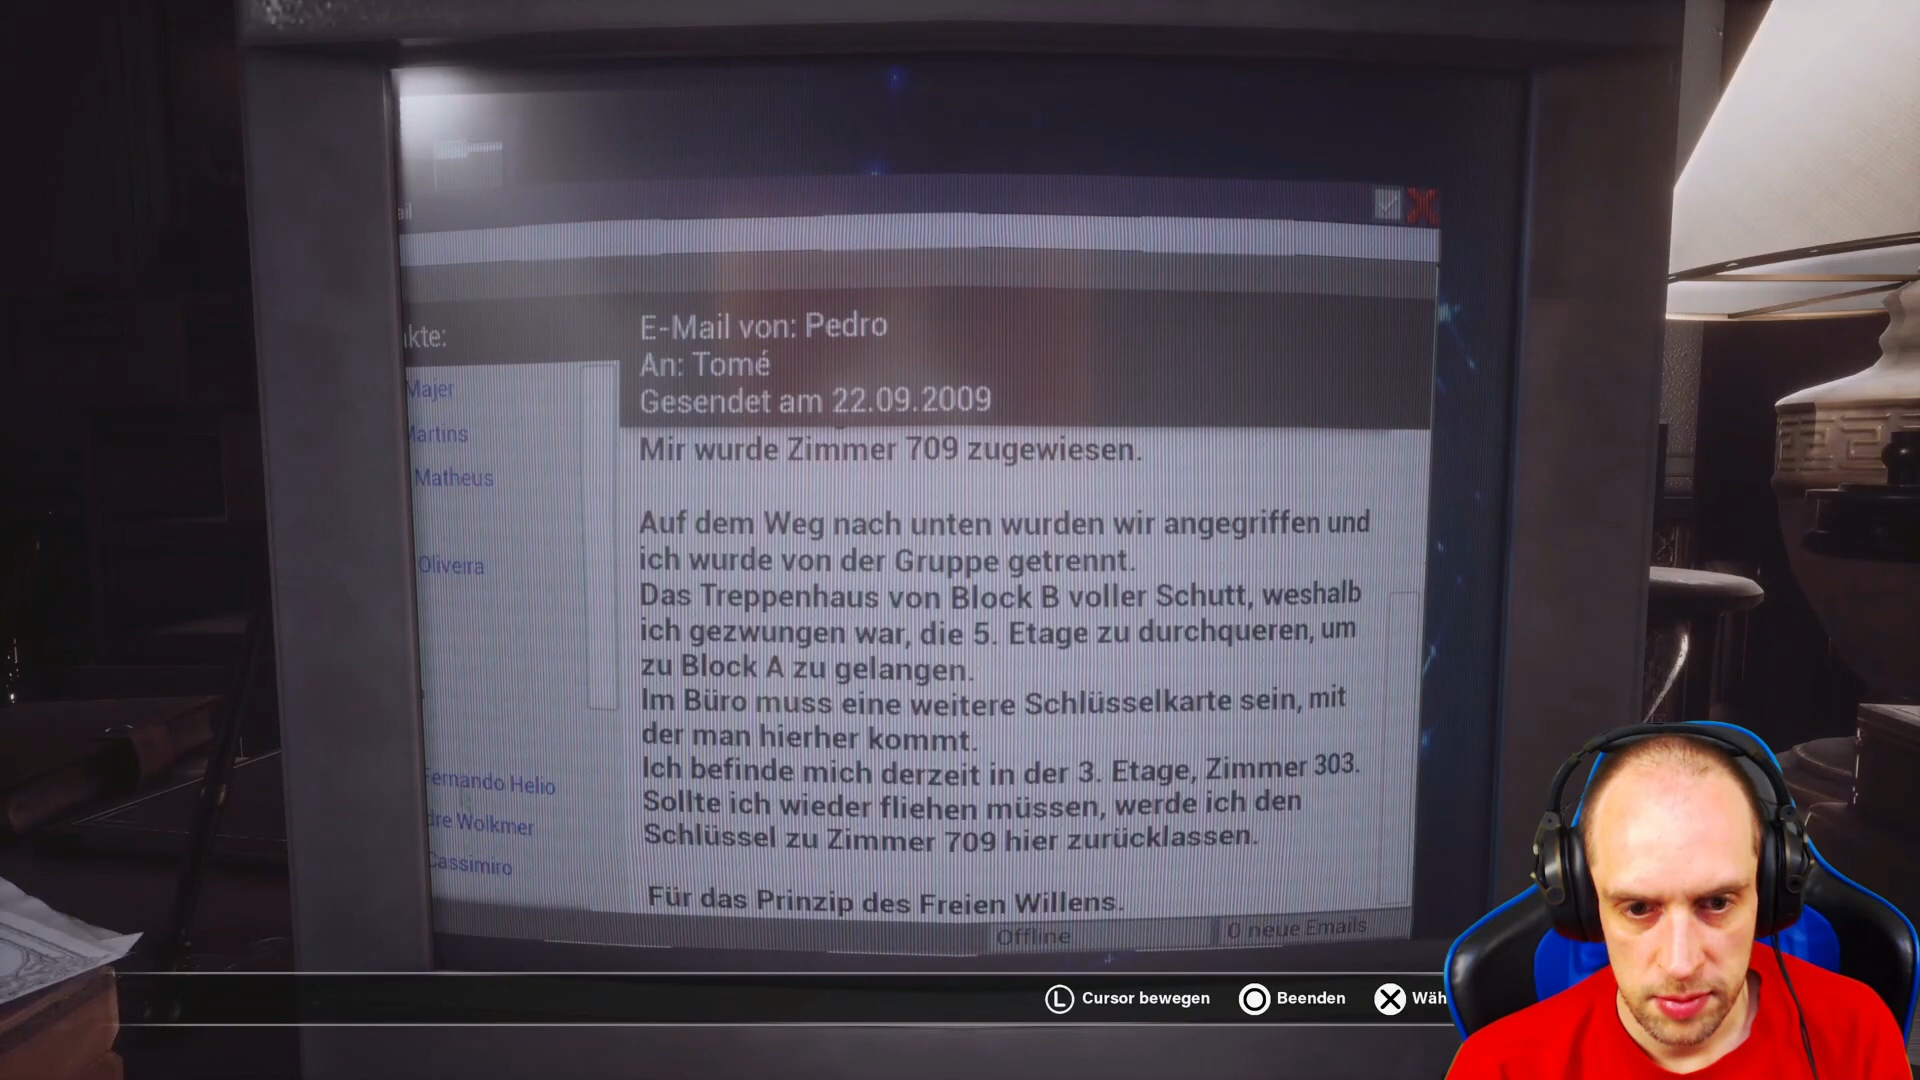 ail
kte:
Majer
Martins
Matheus
Oliveira
Fernando Helio
dre Wolkmer
Cassimiro
E-Mail von: Pedro
An: Tomé
Gesendet am 22.09.2009
Mir wurde Zimmer 709 zugewiesen.
Auf dem Weg nach unten wurden wir angegriffen und
ich wurde von der Gruppe getrennt.
Das Treppenhaus von Block B voller Schutt, weshalb
ich gezwungen war, die 5. Etage zu durchqueren, um
zu Block A zu gelangen.
Im Büro muss eine weitere Schlüsselkarte sein, mit
der man hierher kommt.
Ich befinde mich derzeit in der 3. Etage, Zimmer 303.
Sollte ich wieder fliehen müssen, werde ich den
Schlüssel zu Zimmer 709 hier zurücklassen.
Für das Prinzip des Freien Willens.
Offline
0 neue Emails
L Cursor bewegen
Beenden
Wäh